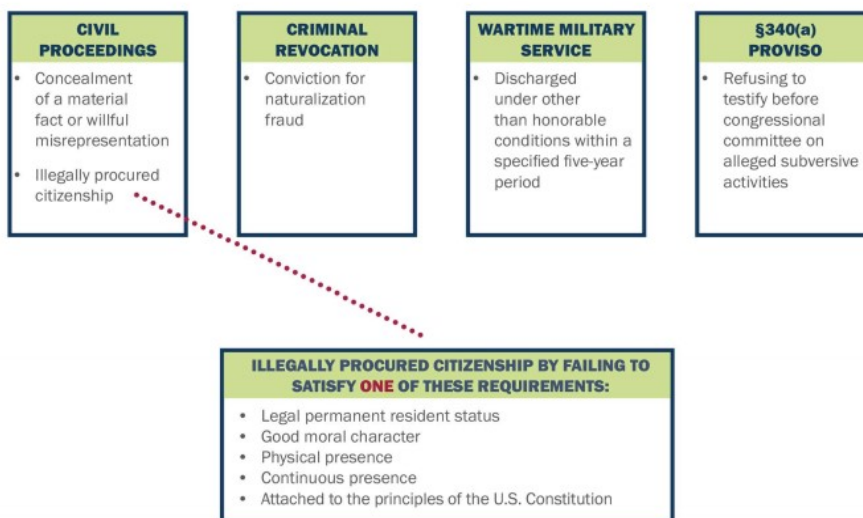 CIVIL
PROCEEDINGS
• Concealment
of a material
fact or willful
misrepresentation
• Illegally procured
citizenship
CRIMINAL
REVOCATION
• Conviction for
naturalization
fraud
WARTIME MILITARY
SERVICE
• Discharged
under other
than honorable
conditions within a
specified five-year
period
§340(a)
PROVISO
• Refusing to
testify before
congressional
committee on
alleged subversive
activities
ILLEGALLY PROCURED CITIZENSHIP BY FAILING TO
SATISFY ONE OF THESE REQUIREMENTS:
• Legal permanent resident status
• Good moral character
• Physical presence
• Continuous presence
• Attached to the principles of the U.S. Constitution